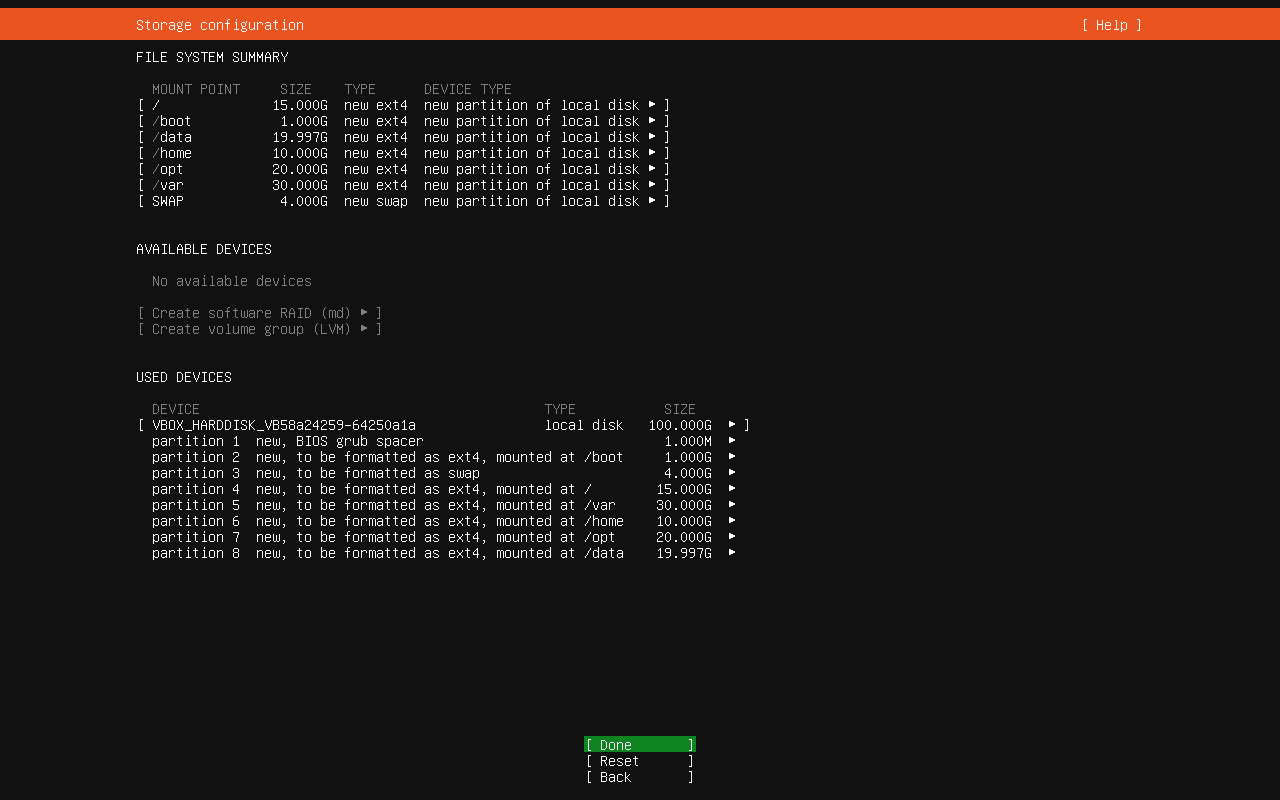 Storage configuration [ Help ]
FILE SYSTEM SUMMARY
MOUNT POINT SIZE TYPE DEVICE TYPE
[ / 15.000G new ext4 new partition of local disk ▸ ]
[ /boot 1.000G new ext4 new partition of local disk ▸ ]
[ /data 19.997G new ext4 new partition of local disk ▸ ]
[ /home 10.000G new ext4 new partition of local disk ▸ ]
[ /opt 20.000G new ext4 new partition of local disk ▸ ]
[ /var 30.000G new ext4 new partition of local disk ▸ ]
[ SWAP 4.000G new swap new partition of local disk ▸ ]
AVAILABLE DEVICES
No available devices
[ Create software RAID (md) ▸ ]
[ Create volume group (LVM) ▸ ]
USED DEVICES
DEVICE TYPE SIZE
[ VBOX_HARDDISK_VB58a24259-64250a1a local disk 100.000G ▸ ]
partition 1 new, BIOS grub spacer 1.000M ▸
partition 2 new, to be formatted as ext4, mounted at /boot 1.000G ▸
partition 3 new, to be formatted as swap 4.000G ▸
partition 4 new, to be formatted as ext4, mounted at / 15.000G ▸
partition 5 new, to be formatted as ext4, mounted at /var 30.000G ▸
partition 6 new, to be formatted as ext4, mounted at /home 10.000G ▸
partition 7 new, to be formatted as ext4, mounted at /opt 20.000G ▸
partition 8 new, to be formatted as ext4, mounted at /data 19.997G ▸
[ Done ]
[ Reset ]
[ Back ]